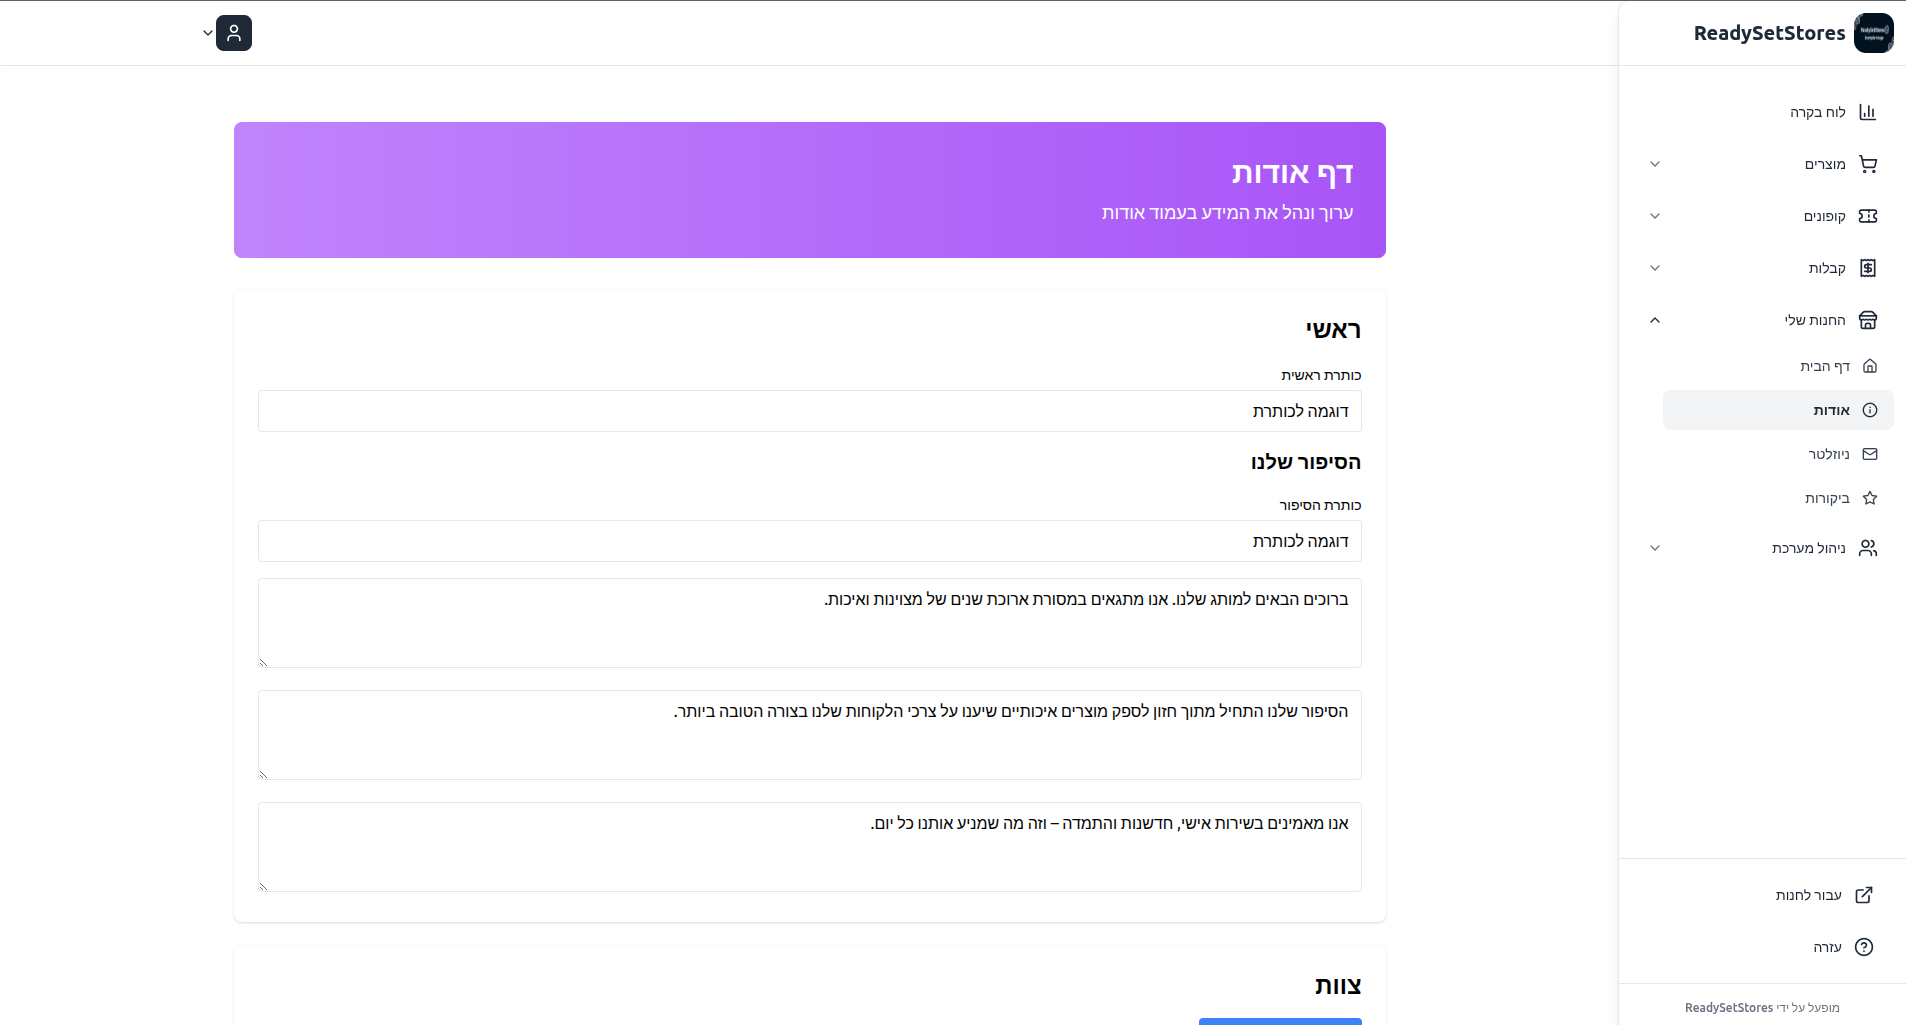 ReadySetStores
לוח בקרה
מוצרים
קופונים
קבלות
החנות שלי
דף הבית
אודות
ניוזלטר
ביקורות
ניהול מערכת
עבור לחנות
עזרה
מופעל על ידי ReadySetStores
דף אודות
ערוך ונהל את המידע בעמוד אודות
ראשי
כותרת ראשית
דוגמה לכותרת
הסיפור שלנו
כותרת הסיפור
דוגמה לכותרת
ברוכים הבאים למותג שלנו. אנו מתגאים במסורת ארוכת שנים של מצוינות ואיכות.
הסיפור שלנו התחיל מתוך חזון לספק מוצרים איכותיים שיענו על צרכי הלקוחות שלנו בצורה הטובה ביותר.
אנו מאמינים בשירות אישי, חדשנות והתמדה – וזה מה שמניע אותנו כל יום.
צוות